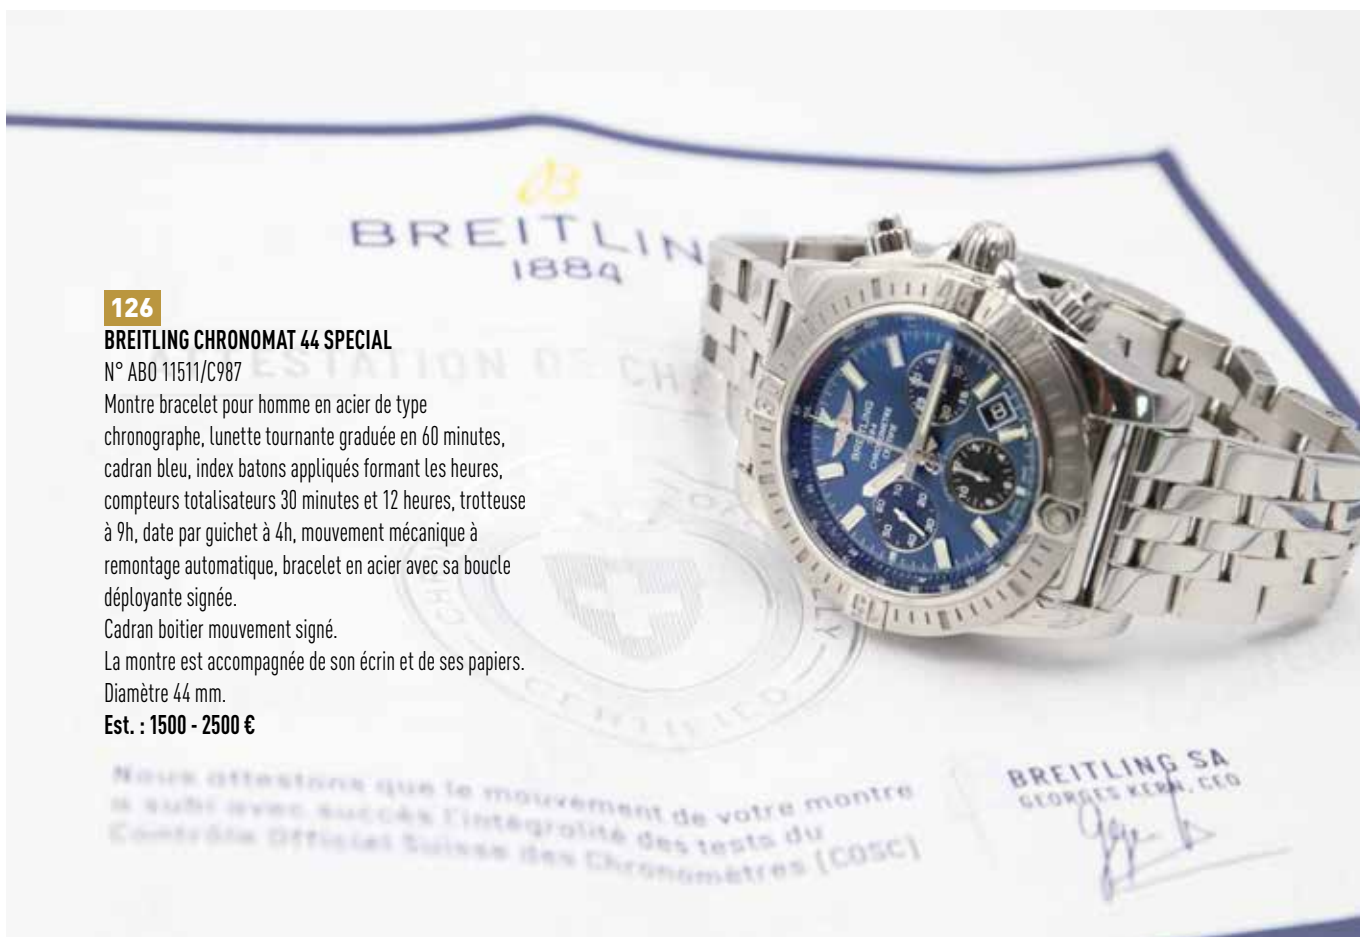 BREITLING
1884
126
BREITLING CHRONOMAT 44 SPECIAL
N° ABO 11511/C987
ATTESTATION DE
Montre bracelet pour homme en acier de type
chronographe, lunette tournante graduée en 60 minutes,
cadran bleu, index batons appliqués formant les heures,
compteurs totalisateurs 30 minutes et 12 heures, trotteuse
à 9h, date par guichet à 4h, mouvement mécanique à
remontage automatique, bracelet en acier avec sa boucle
déployante signée.
Cadran boitier mouvement signé.
La montre est accompagnée de son écrin et de ses papiers.
Diamètre 44 mm.
Est. : 1500 - 2500 €
BREITLING
CERTIFIED
Nous attestons que le mouvement de votre montre
a subi avec succès l'intégralité des tests du
Contrôle Officiel Suisse des Chronomètres (COSC)
BREITLING SA
GEORGES KERN, CEO